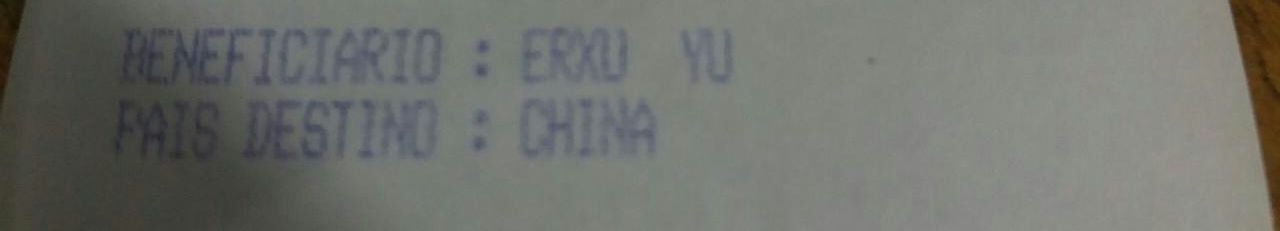 BENEFICIARIO : ERXU YU
PAIS DESTINO : CHINA